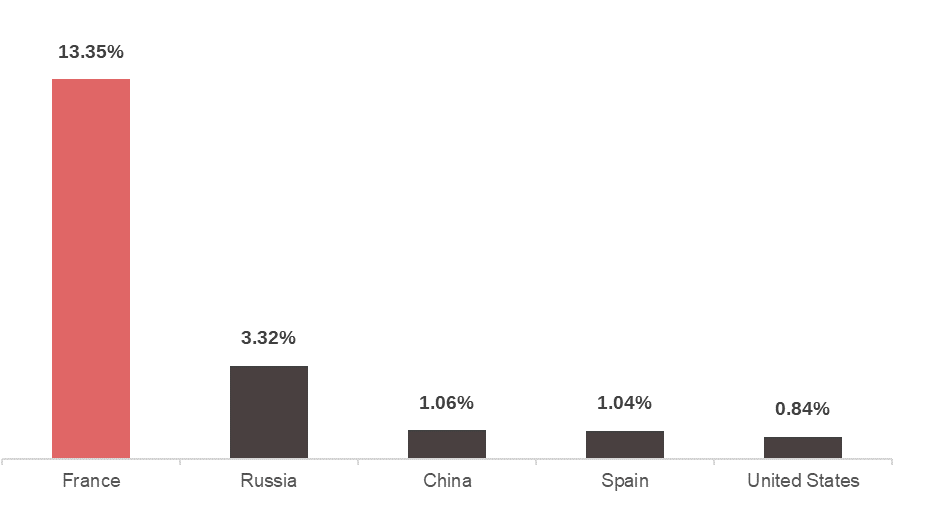 13.35%
3.32%
1.06%
1.04%
0.84%
France
Russia
China
Spain
United States